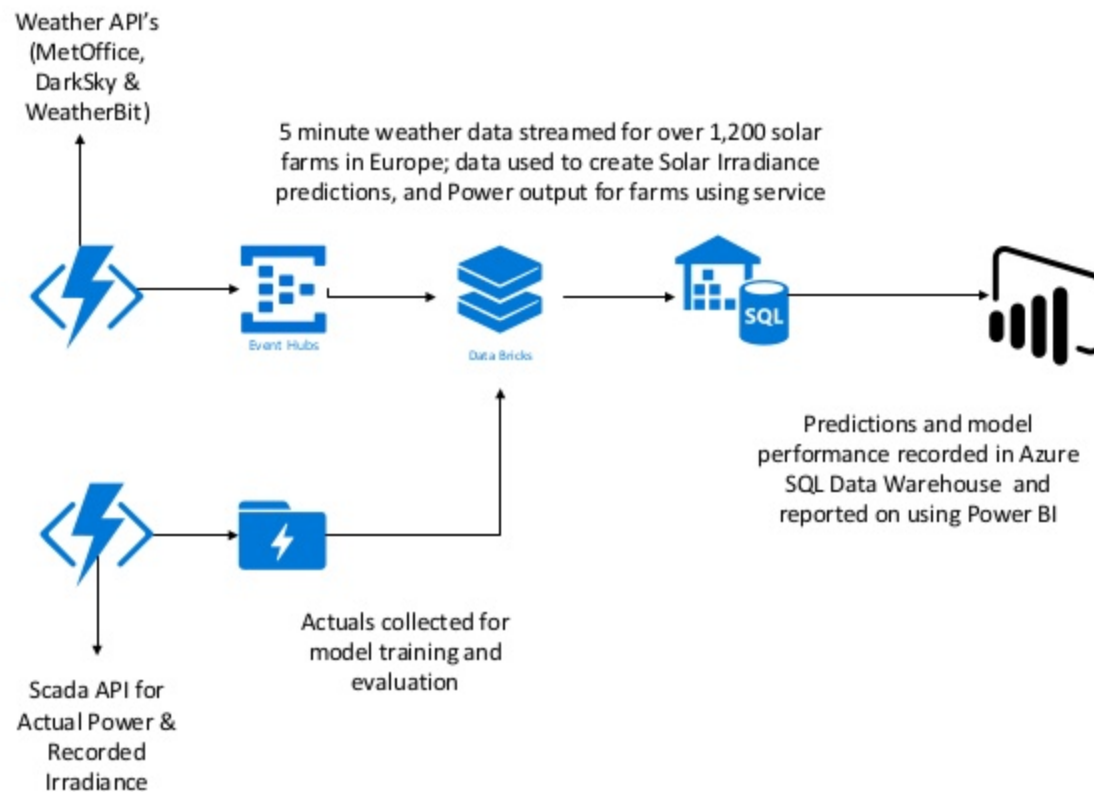 Weather API's
(MetOffice,
DarkSky &
WeatherBit)
5 minute weather data streamed for over 1,200 solar
farms in Europe; data used to create Solar Irradiance
predictions, and Power output for farms using service
Event Hubs
Data Bricks
SQL
Predictions and model
performance recorded in Azure
SQL Data Warehouse and
reported on using Power BI
Actuals collected for
model training and
evaluation
Scada API for
Actual Power &
Recorded
Irradiance